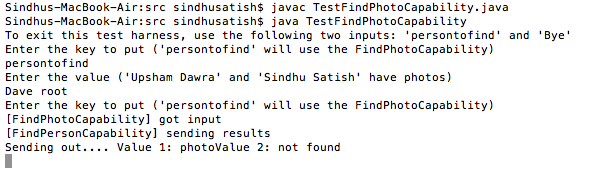 Sindhus-MacBook-Air:src sindhusatish$ javac TestFindPhotoCapability.java
Sindhus-MacBook-Air:src sindhusatish$ java TestFindPhotoCapability
To exit this test harness, use the following two inputs: 'persontofind' and 'Bye'
Enter the key to put ('persontofind' will use the FindPhotoCapability)
persontofind
Enter the value ('Upsham Dawra' and 'Sindhu Satish' have photos)
Dave root
Enter the key to put ('persontofind' will use the FindPhotoCapability)
[FindPhotoCapability] got input
[FindPersonCapability] sending results
Sending out.... Value 1: photoValue 2: not found